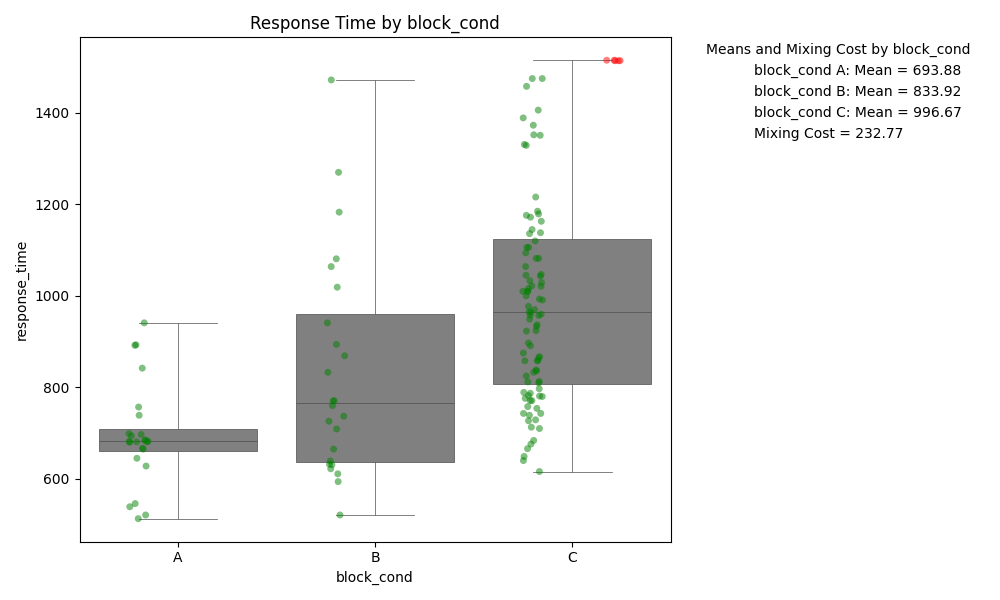 Response Time by block_cond
Means and Mixing Cost by block_cond
block_cond A: Mean = 693.88
block_cond B: Mean = 833.92
block_cond C: Mean = 996.67
Mixing Cost = 232.77
response_time
1400
1200
1000
800
600
A B C
block_cond